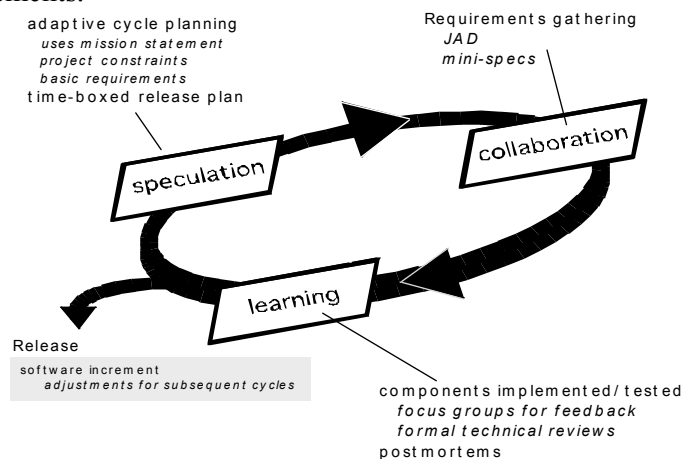 ements.
adaptive cycle planning
uses mission statement
project constraints
basic requirements
time-boxed release plan
Requirements gathering
JAD
mini-specs
speculation
collaboration
learning
Release
software increment
adjustments for subsequent cycles
components implemented/tested
focus groups for feedback
formal technical reviews
postmortems